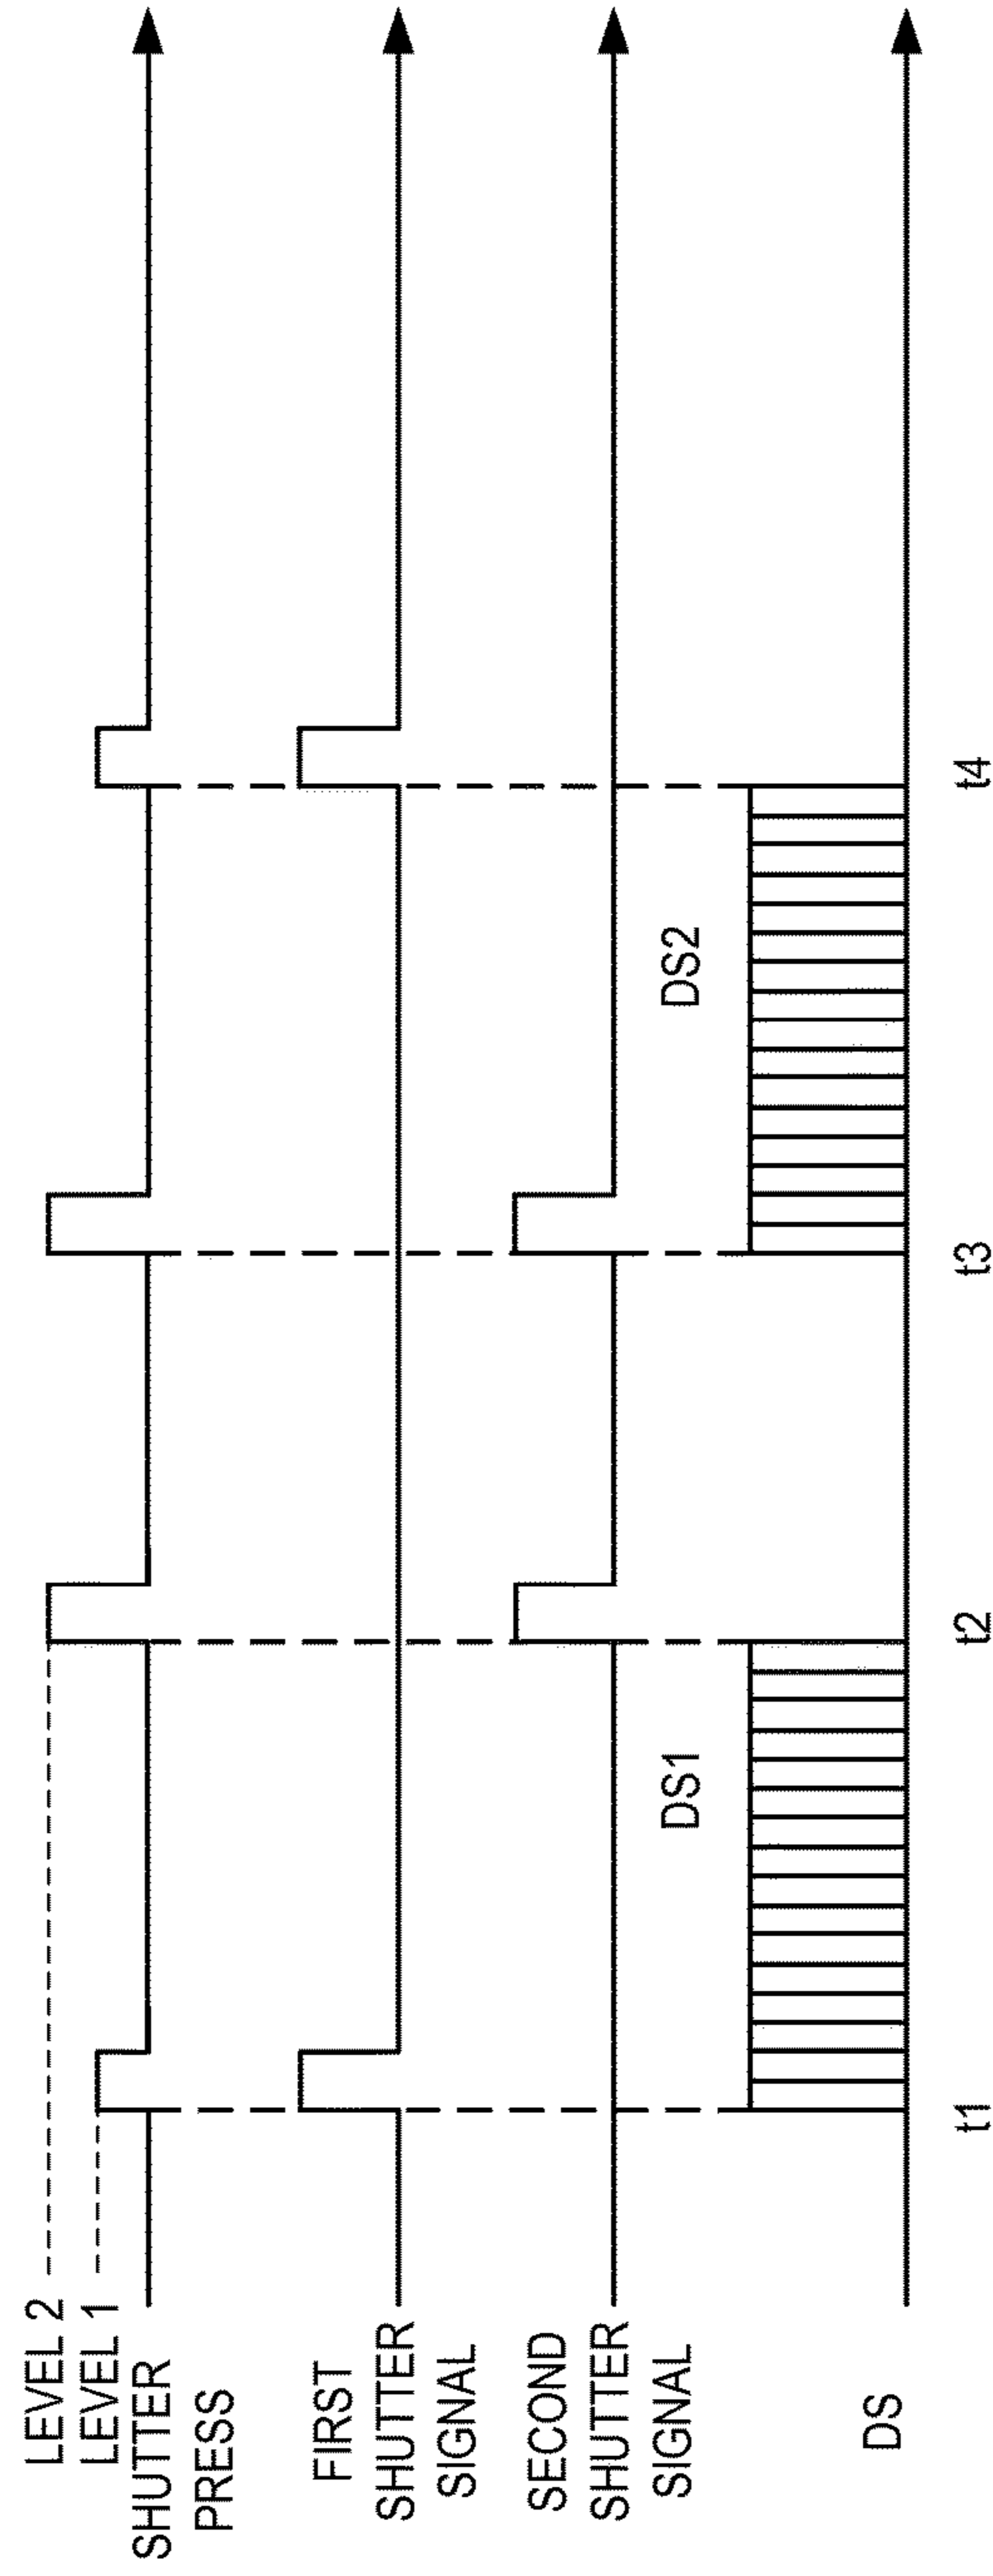 LEVEL 2
LEVEL 1
SHUTTER
PRESS
FIRST
SHUTTER
SIGNAL
SECOND
SHUTTER
SIGNAL
DS1
DS2
DS
t1
t2
t3
t4